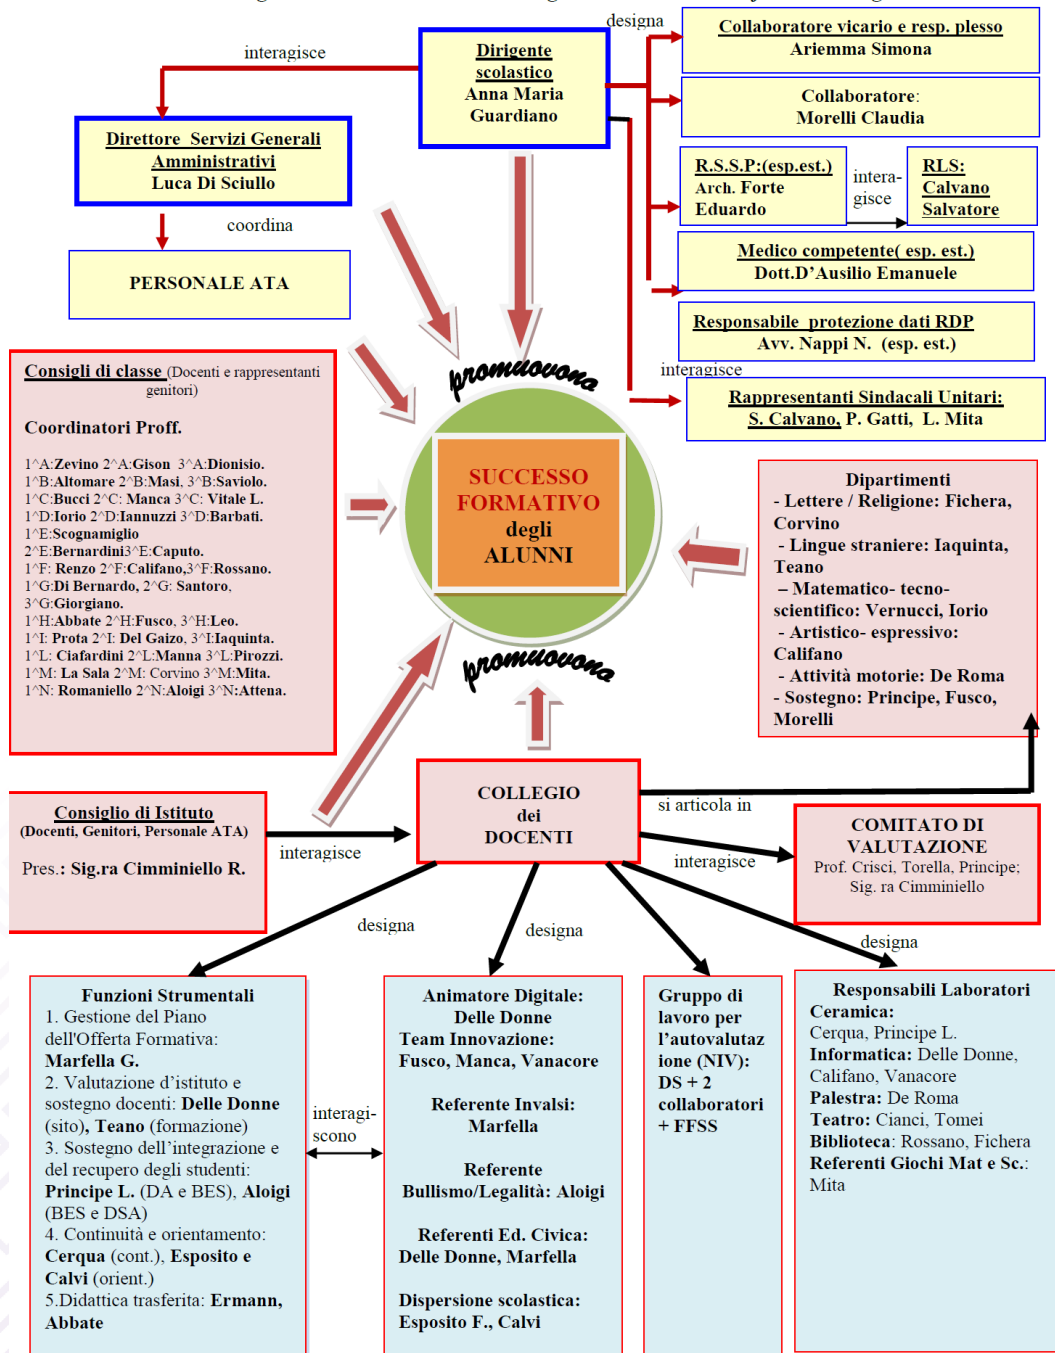 designa
Collaboratore vicario e resp. plesso
Ariemma Simona
interagisce
Dirigente
scolastico
Anna Maria
Guardiano
Collaboratore:
Morelli Claudia
Direttore Servizi Generali
Amministrativi
Luca Di Sciullo
R.S.S.P:(esp.est.)
Arch. Forte
Eduardo
intera-
gisce
RLS:
Calvano
Salvatore
coordina
PERSONALE ATA
Medico competente( esp. est.)
Dott.D’Ausilio Emanuele
Responsabile protezione dati RDP
Avv. Nappi N. (esp. est.)
interagisce
Rappresentanti Sindacali Unitari:
S. Calvano, P. Gatti, L. Mita
Consigli di classe (Docenti e rappresentanti
genitori)
Coordinatori Proff.
1^A:Zevino 2^A:Gison 3^A:Dionisio.
1^B:Altomare 2^B:Masi, 3^B:Saviolo.
1^C:Bucci 2^C: Manca 3^C: Vitale L.
1^D:Iorio 2^D:Iannuzzi 3^D:Barbati.
1^E:Scognamiglio
2^E:Bernardini3^E:Caputo.
1^F: Renzo 2^F:Califano,3^F:Rossano.
1^G:Di Bernardo, 2^G: Santoro,
3^G:Giorgiano.
1^H:Abbate 2^H:Fusco, 3^H:Leo.
1^I: Prota 2^I: Del Gaizo, 3^I:Iaquinta.
1^L: Ciafardini 2^L:Manna 3^L:Pirozzi.
1^M: La Sala 2^M: Corvino 3^M:Mita.
1^N: Romaniello 2^N:Aloigi 3^N:Attena.
promuovono
SUCCESSO
FORMATIVO
degli
ALUNNI
promuovono
Dipartimenti
- Lettere / Religione: Fichera,
Corvino
- Lingue straniere: Iaquinta,
Teano
– Matematico- tecno-
scientifico: Vernucci, Iorio
- Artistico- espressivo:
Califano
- Attività motorie: De Roma
- Sostegno: Principe, Fusco,
Morelli
Consiglio di Istituto
(Docenti, Genitori, Personale ATA)
Pres.: Sig.ra Cimminiello R.
interagisce
COLLEGIO
dei
DOCENTI
si articola in
interagisce
COMITATO DI
VALUTAZIONE
Prof. Crisci, Torella, Principe;
Sig. ra Cimminiello
designa
designa
designa
Funzioni Strumentali
1. Gestione del Piano
dell'Offerta Formativa:
Marfella G.
2. Valutazione d’istituto e
sostegno docenti: Delle Donne
(sito), Teano (formazione)
3. Sostegno dell’integrazione e
del recupero degli studenti:
Principe L. (DA e BES), Aloigi
(BES e DSA)
4. Continuità e orientamento:
Cerqua (cont.), Esposito e
Calvi (orient.)
5.Didattica trasferita: Ermann,
Abbate
interagi-
scono
Animatore Digitale:
Delle Donne
Team Innovazione:
Fusco, Manca, Vanacore
Referente Invalsi:
Marfella
Referente
Bullismo/Legalità: Aloigi
Referenti Ed. Civica:
Delle Donne, Marfella
Dispersione scolastica:
Esposito F., Calvi
Gruppo di
lavoro per
l’autovalutaz
ione (NIV):
DS + 2
collaboratori
+ FFSS
Responsabili Laboratori
Ceramica:
Cerqua, Principe L.
Informatica: Delle Donne,
Califano, Vanacore
Palestra: De Roma
Teatro: Cianci, Tomei
Biblioteca: Rossano, Fichera
Referenti Giochi Mat e Sc.:
Mita